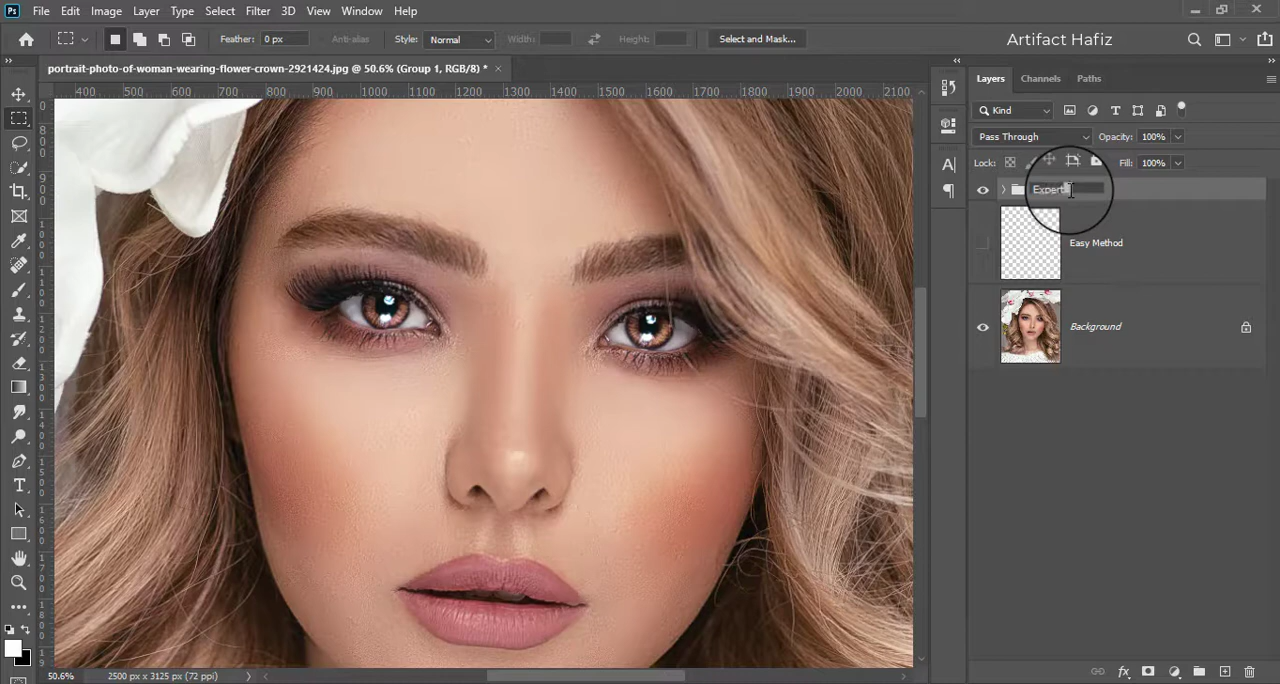 Ps File Edit Image Layer Type Select Filter 3D View Window Help
Feather: 0 px Anti-alias Style: Normal Width: Height: Select and Mask... Artifact Hafiz
portrait-photo-of-woman-wearing-flower-crown-2921424.jpg @ 50.6% (Group 1, RGB/8) *
Layers Channels Paths
400 500 600 700 800 900 1000 1100 1200 1300 1400 1500 1600 1700 1800 1900 2000 2100
Kind
Pass Through Opacity: 100%
Lock: Fill: 100%
Expert
Easy Method
Background
50.6% 2500 px x 3125 px (72 ppi)